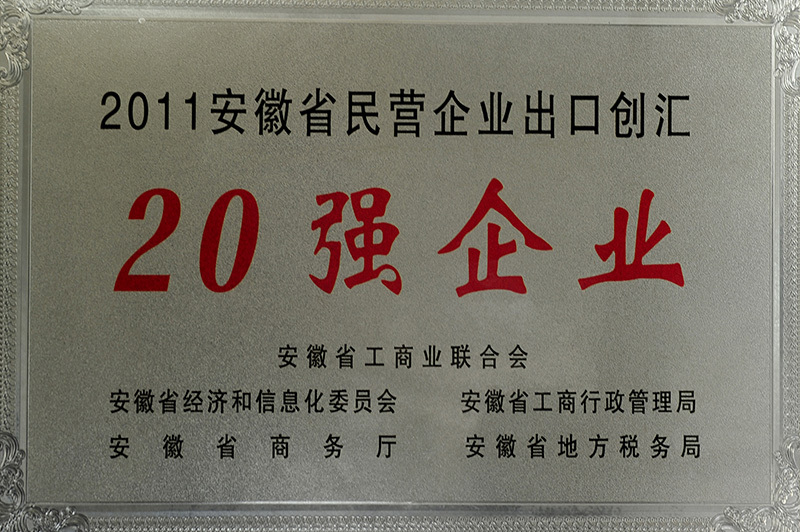 2011安徽省民营企业出口创汇
20强企业
安徽省工商业联合会
安徽省经济和信息化委员会 安徽省工商行政管理局
安徽省商务厅 安徽省地方税务局